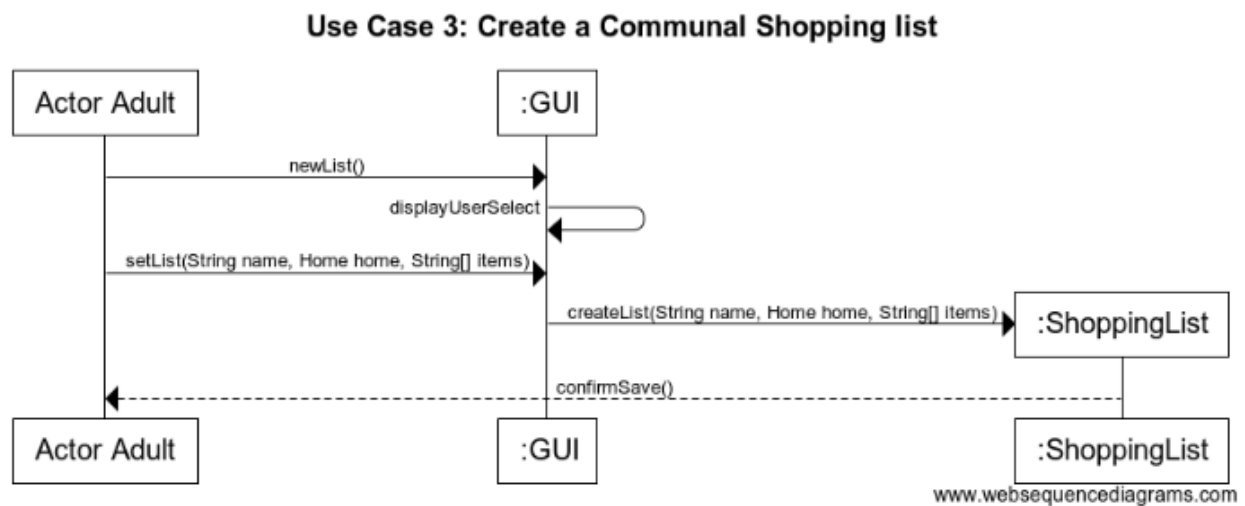 Use Case 3: Create a Communal Shopping list
Actor Adult
:GUI
newList()
displayUserSelect
setList(String name, Home home, String[] items)
createList(String name, Home home, String[] items)
:ShoppingList
confirmSave()
Actor Adult
:GUI
:ShoppingList
www.websequencediagrams.com